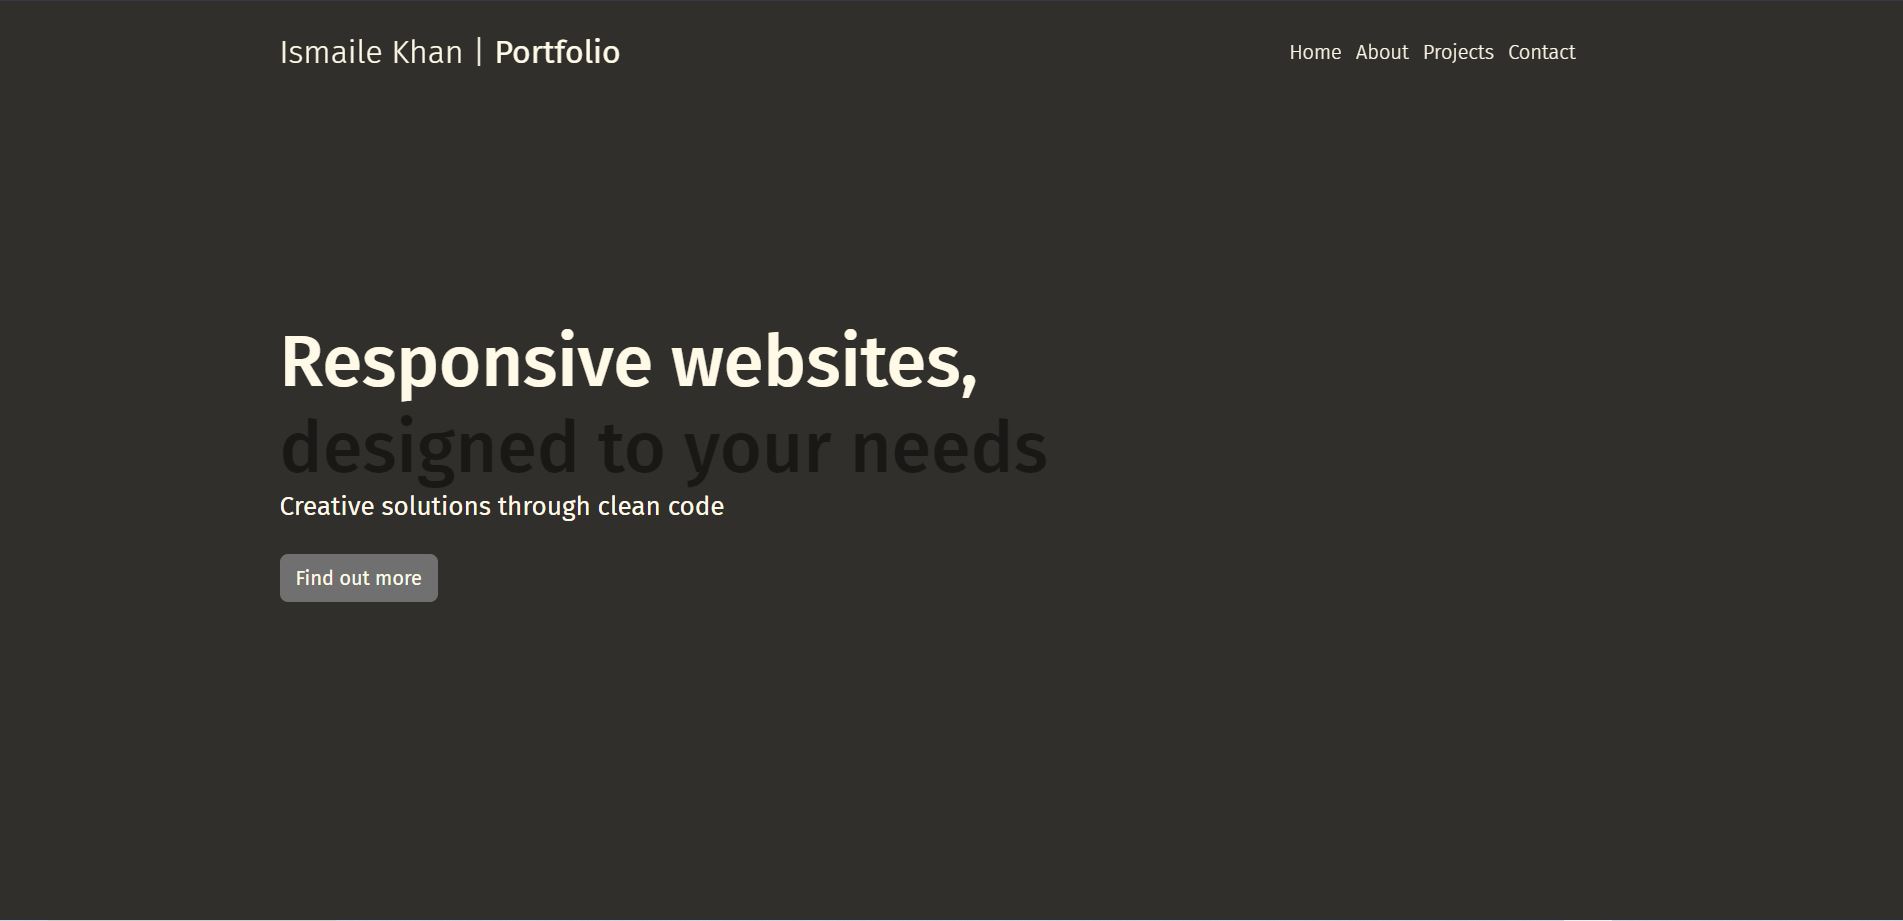 Ismaile Khan | Portfolio
Home About Projects Contact
Responsive websites,
designed to your needs
Creative solutions through clean code
Find out more